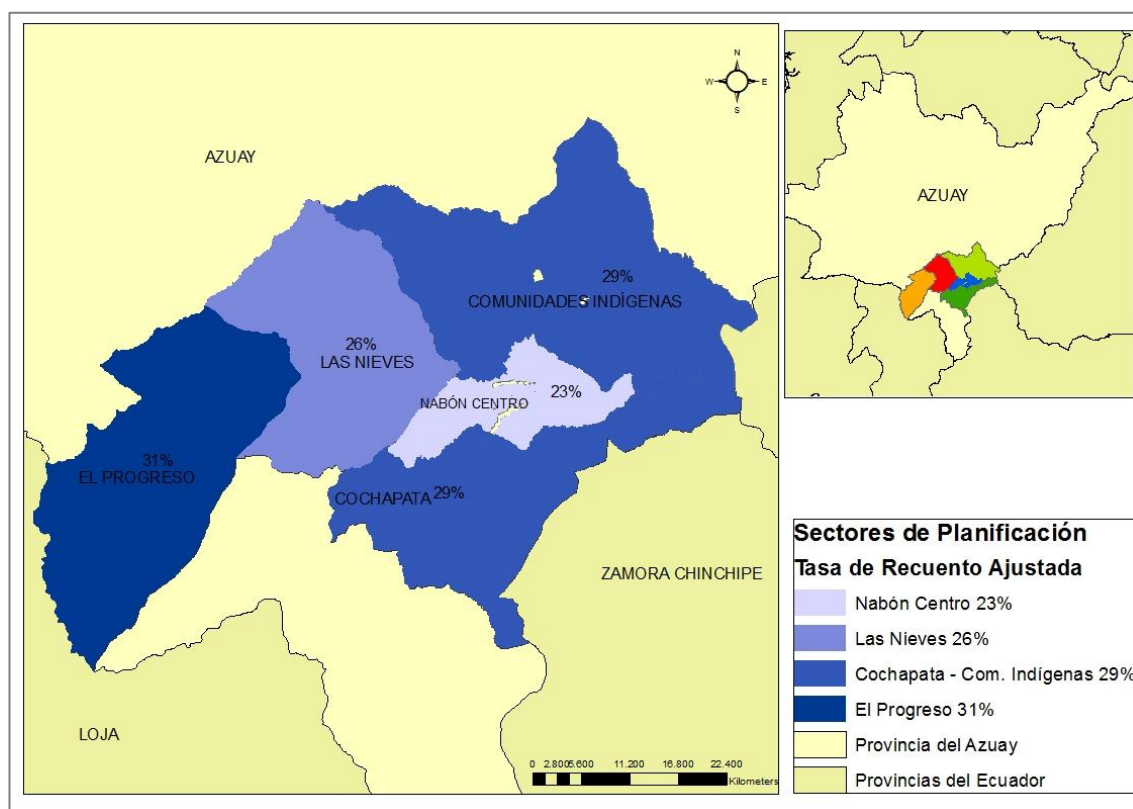 N
W E
S
AZUAY
29%
COMUNIDADES INDÍGENAS
26%
LAS NIEVES
NABÓN CENTRO
23%
31%
EL PROGRESO
COCHAPATA 29%
ZAMORA CHINCHIPE
LOJA
0 2.800 5.600 11.200 16.800 22.400
Kilometers
AZUAY
Sectores de Planificación
Tasa de Recuento Ajustada
Nabón Centro 23%
Las Nieves 26%
Cochapata - Com. Indígenas 29%
El Progreso 31%
Provincia del Azuay
Provincias del Ecuador